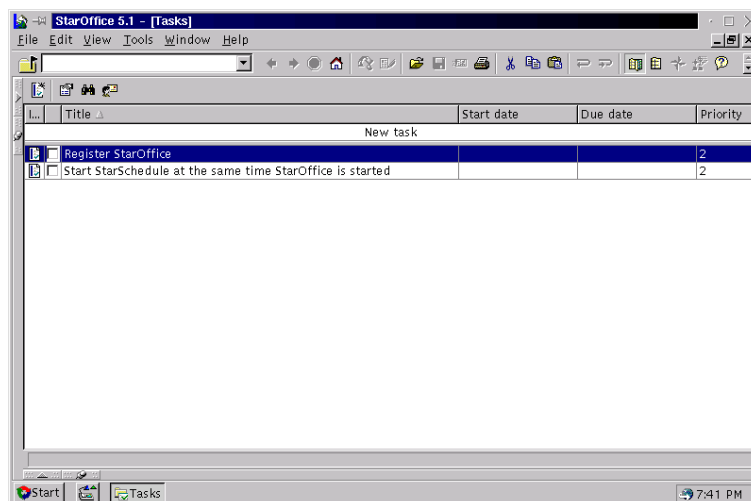 StarOffice 5.1 - [Tasks]
File Edit View Tools Window Help
I... Title Start date Due date Priority
New task
Register StarOffice 2
Start StarSchedule at the same time StarOffice is started 2
Start Tasks 7:41 PM